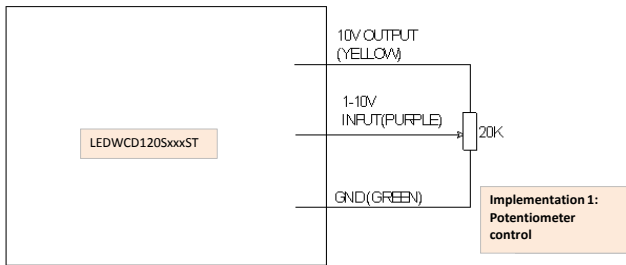 10V OUTPUT
(YELLOW)
1-10V
INPUT(PURPLE)
20K
LEDWCD120SxxxST
GND(GREEN)
Implementation 1:
Potentiometer
control